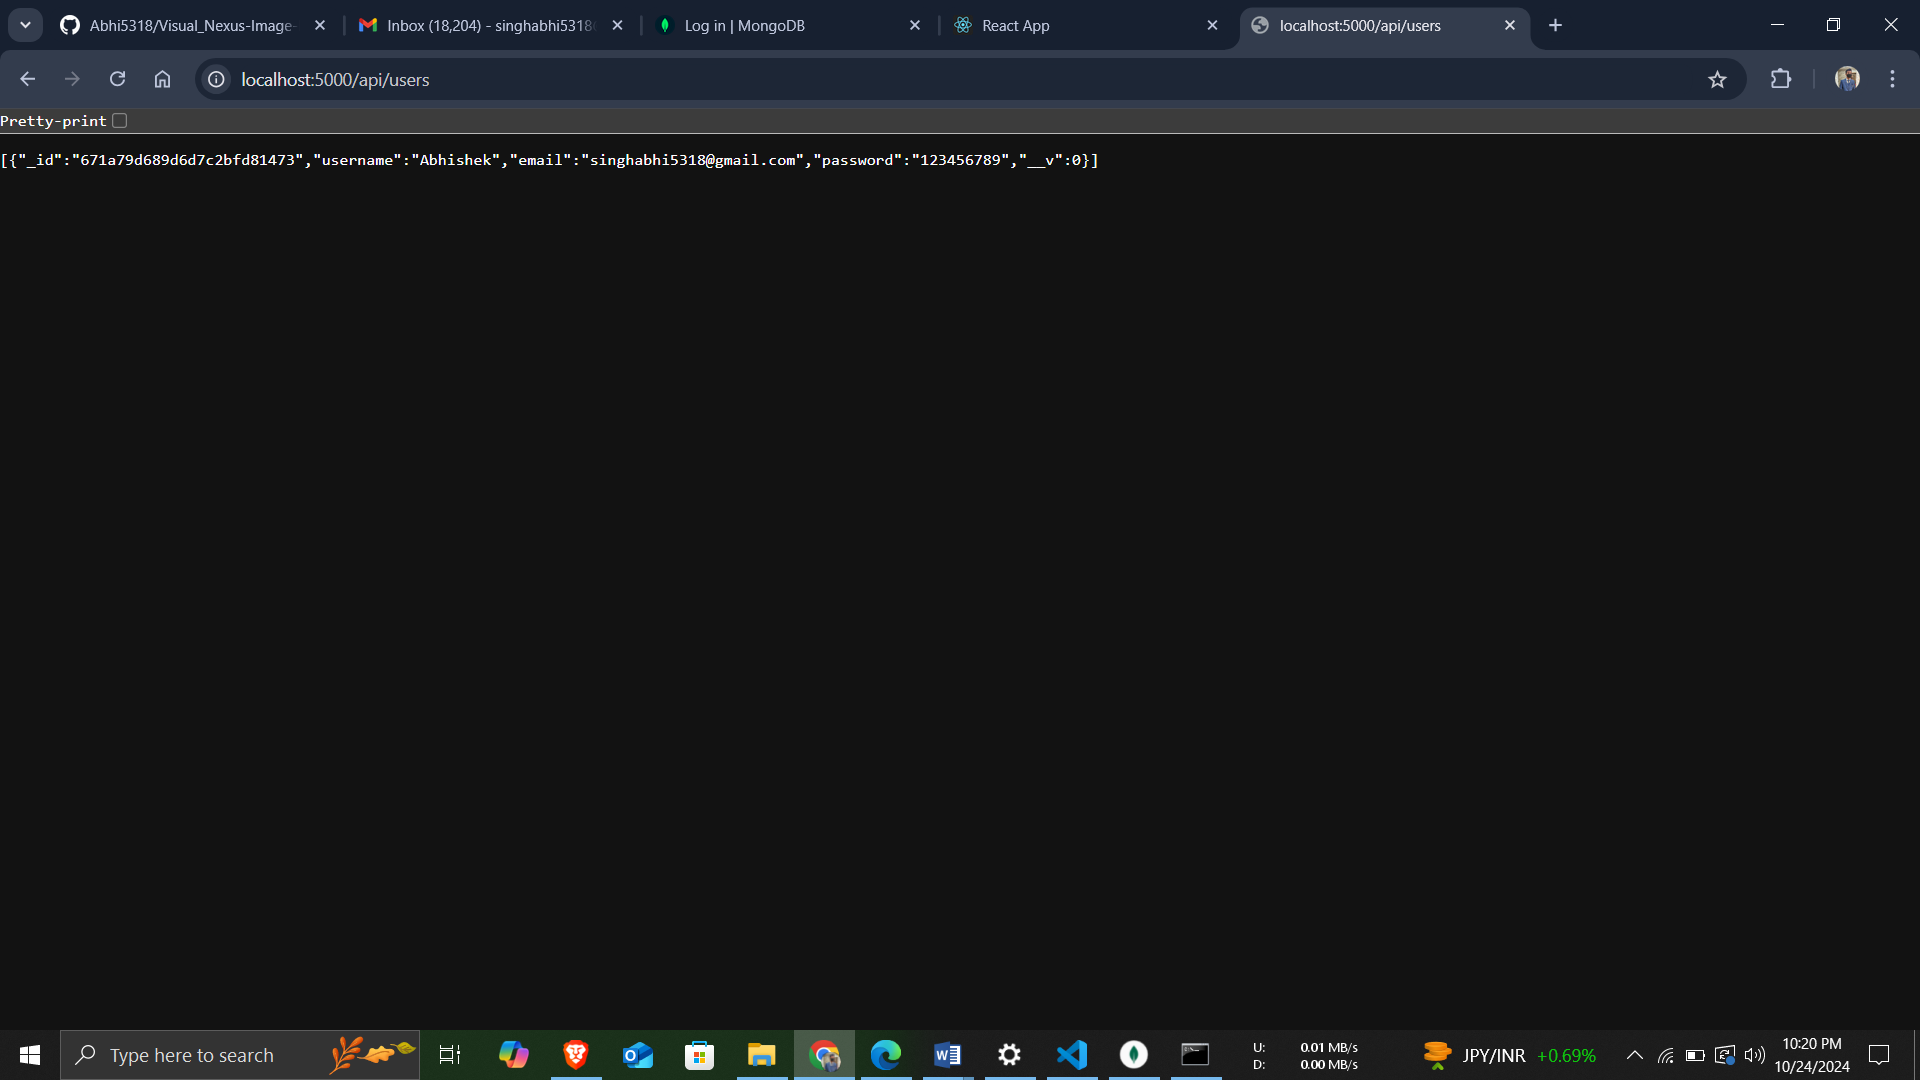 Abhi5318/Visual_Nexus-Image-
Inbox (18,204) - singhabhi5318
Log in | MongoDB
React App
localhost:5000/api/users
localhost:5000/api/users
Pretty-print
[{"_id":"671a79d689d6d7c2bfd81473","username":"Abhishek","email":"singhabhi5318@gmail.com","password":"123456789","__v":0}]
Type here to search
U: 0.01 MB/s
D: 0.00 MB/s
JPY/INR +0.69%
10:20 PM
10/24/2024